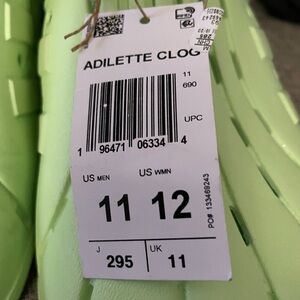 ADILETTE CLOG
11
690
UPC
1 96471 06334 4
US MEN
US WMN
11
12
PO# 133469243
J
295
UK
11